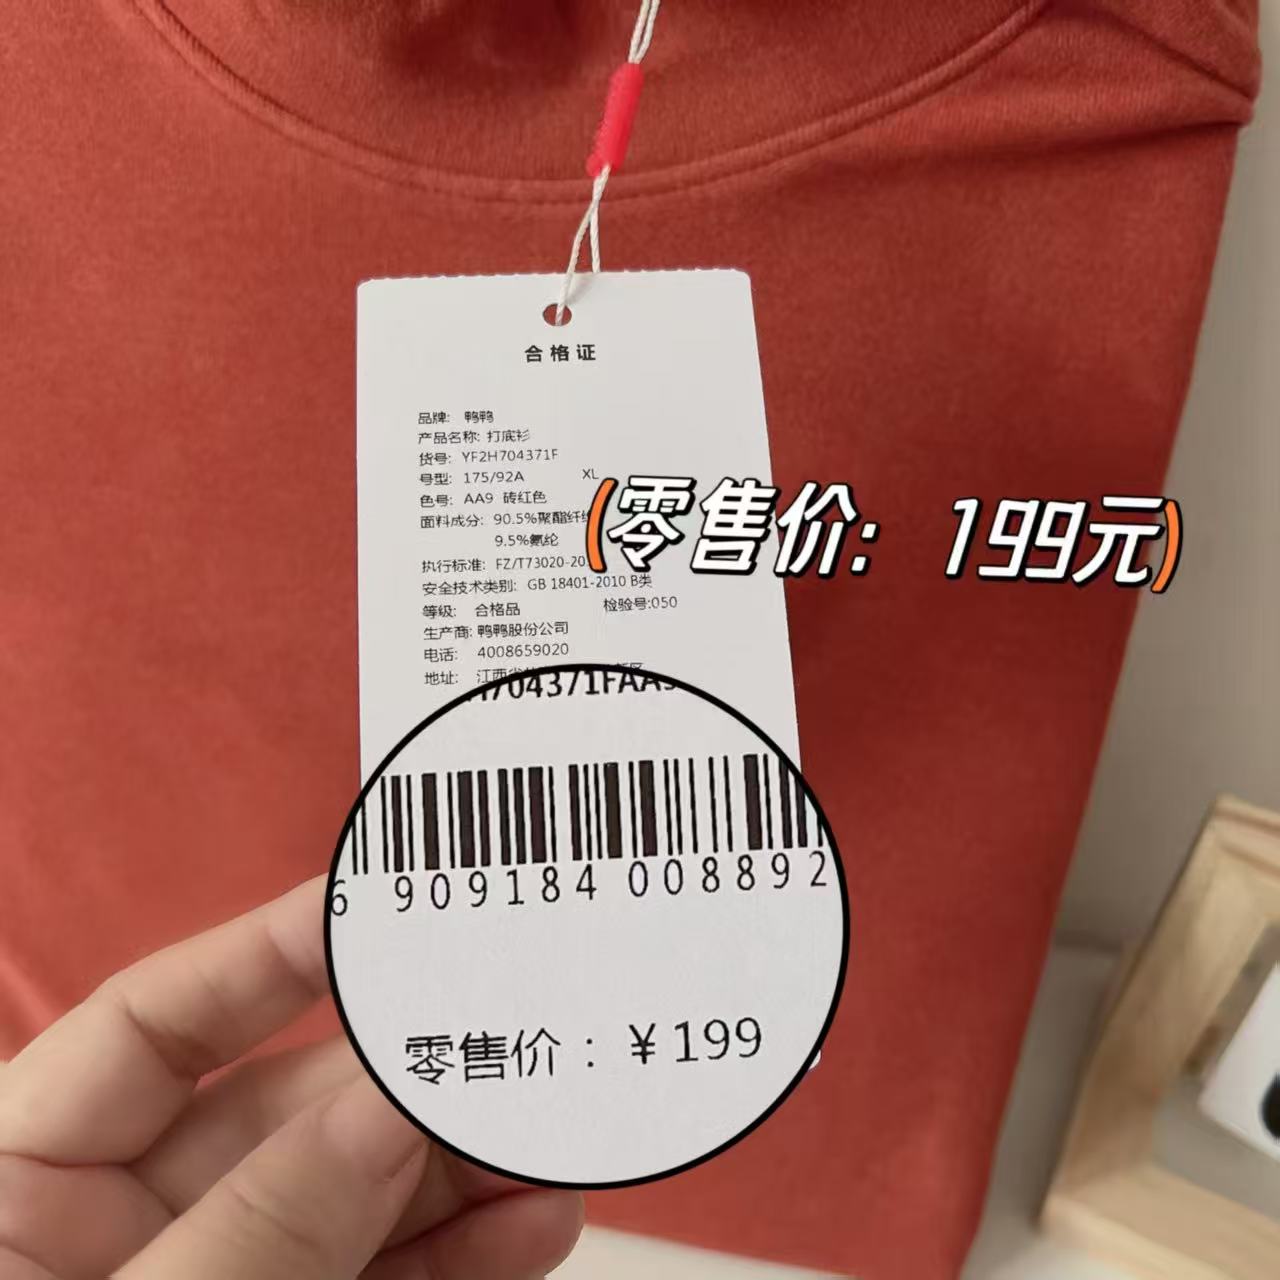 合格证
品牌: 鸭鸭
产品名称: 打底衫
货号: YF2H704371F
号型: 175/92A XL
色号: AA9 砖红色
面料成分: 90.5%聚酯纤
9.5%氨纶
(零售价: 199元)
执行标准: FZ/T73020-20
安全技术类别: GB 18401-2010 B类
等级: 合格品 检验号:050
生产商: 鸭鸭股份公司
电话: 4008659020
地址: 江西省
704371FAA9
6 909184 008892
零售价: ¥199